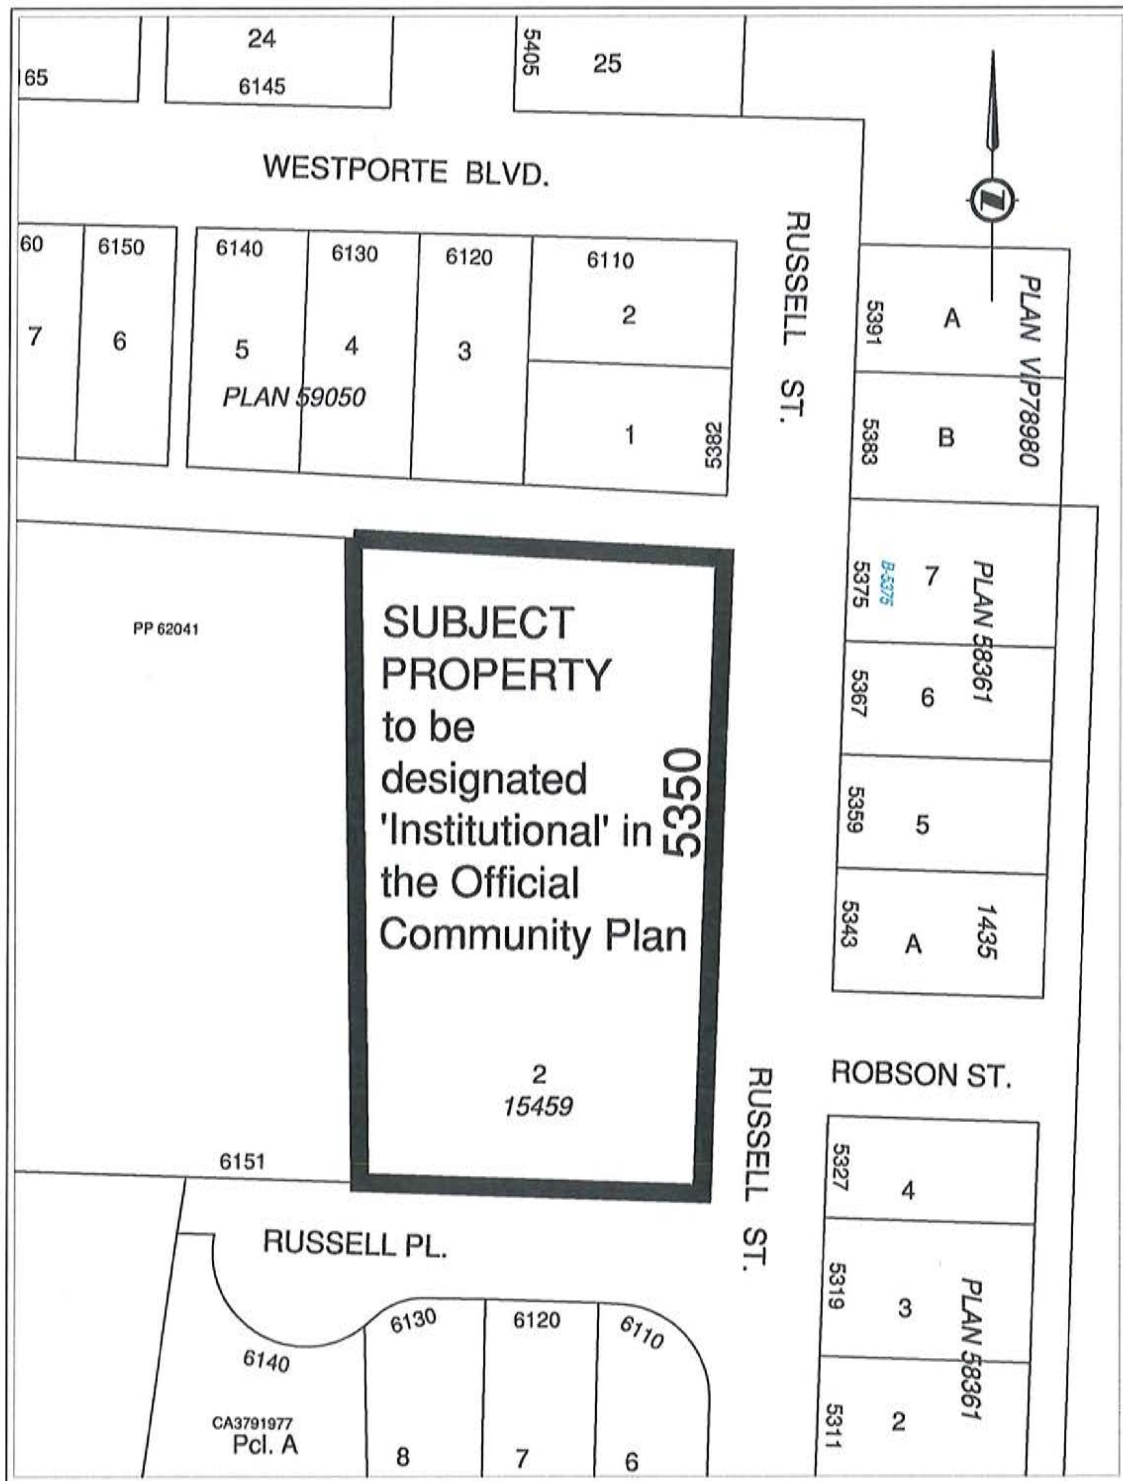 24
6145
65
5405
25
WESTPORTE BLVD.
60
7
6150
6
6140
5
6130
4
6120
3
6110
2
PLAN 59050
1
5382
RUSSELL ST.
5391
A
PLAN VIP78980
5383
B
5375
B-5375
7
PLAN 58361
5367
6
5359
5
5343
A
1435
PP 62041
SUBJECT
PROPERTY
to be
designated
'Institutional' in
the Official
Community Plan
5350
2
15459
ROBSON ST.
RUSSELL ST.
6151
RUSSELL PL.
5327
4
5319
3
PLAN 58361
5311
2
6140
CA3791977
Pcl. A
6130
8
6120
7
6110
6
Z